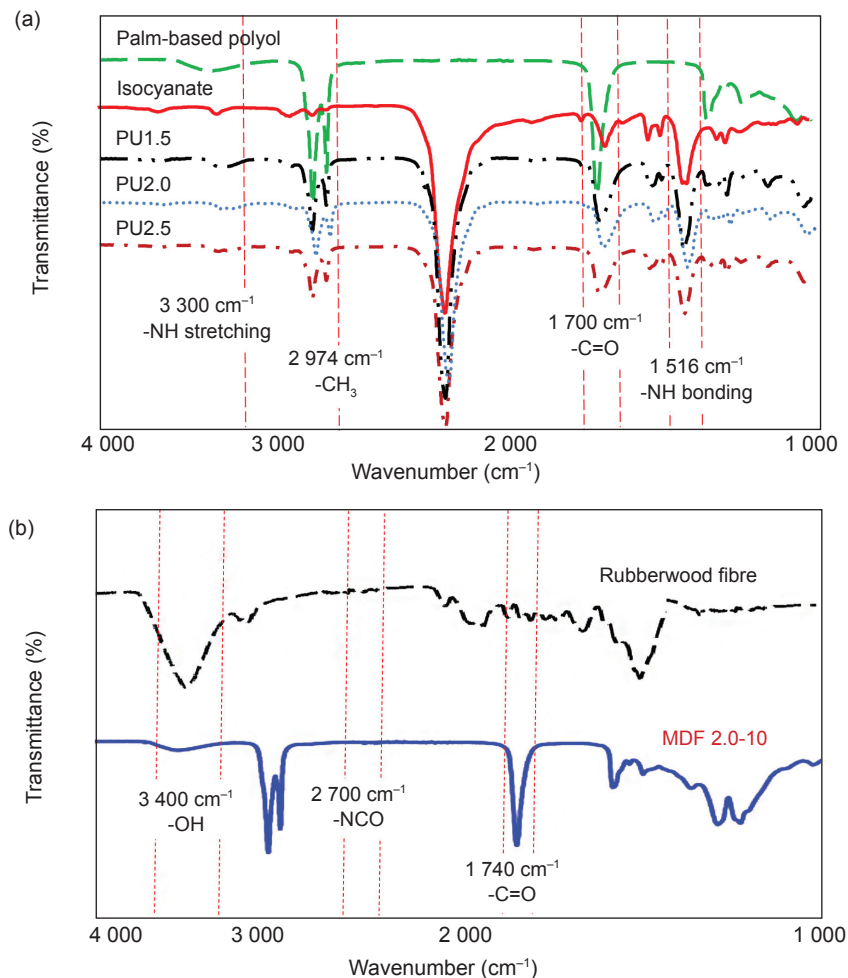 (a)
Palm-based polyol
Isocyanate
PU1.5
PU2.0
PU2.5
Transmittance (%)
3 300 cm⁻¹
-NH stretching
2 974 cm⁻¹
-CH₃
1 700 cm⁻¹
-C=O
1 516 cm⁻¹
-NH bonding
4 000 3 000 2 000 1 000
Wavenumber (cm⁻¹)
(b)
Rubberwood fibre
Transmittance (%)
MDF 2.0-10
3 400 cm⁻¹
-OH
2 700 cm⁻¹
-NCO
1 740 cm⁻¹
-C=O
4 000 3 000 2 000 1 000
Wavenumber (cm⁻¹)